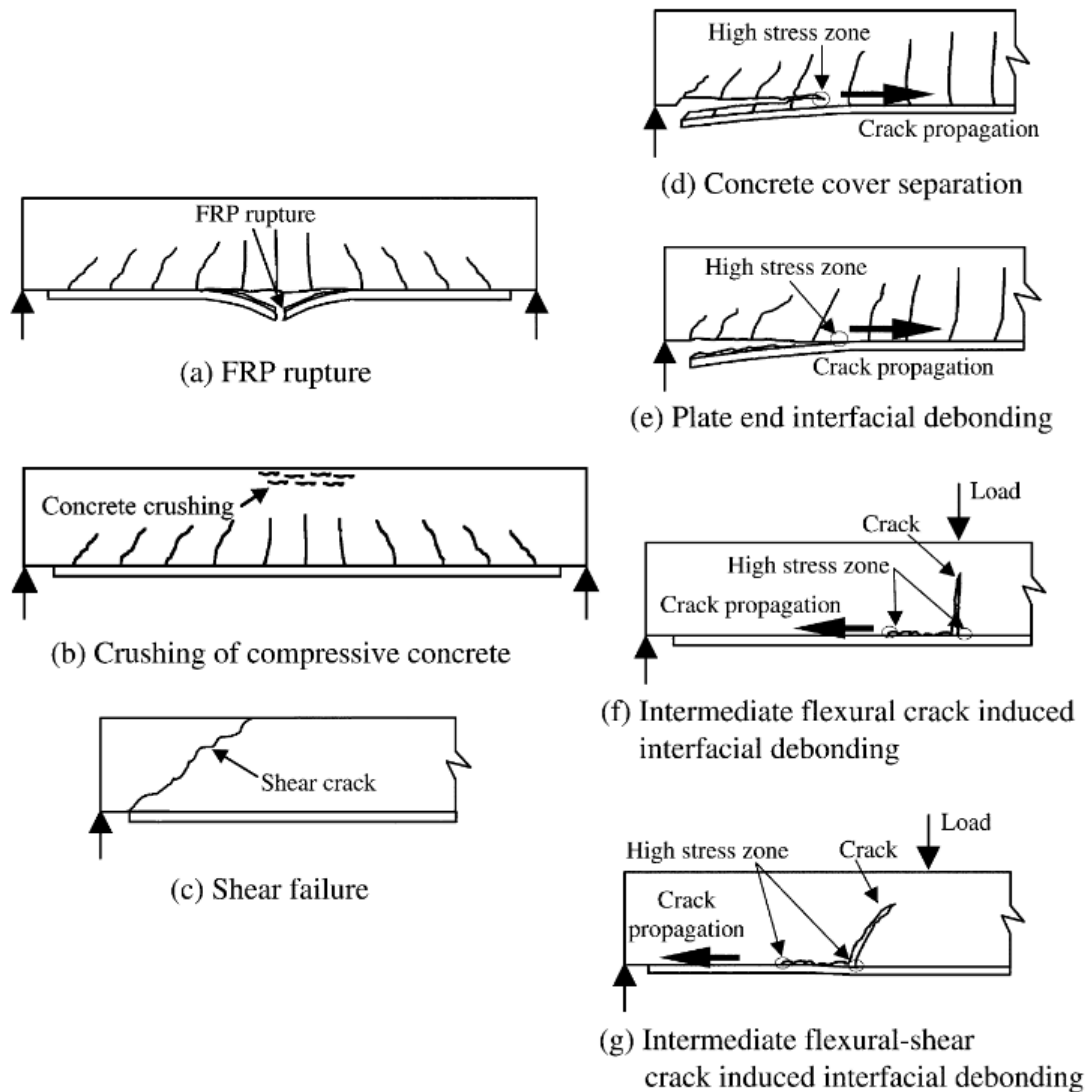 FRP rupture
(a) FRP rupture
Concrete crushing
(b) Crushing of compressive concrete
Shear crack
(c) Shear failure
High stress zone
Crack propagation
(d) Concrete cover separation
High stress zone
Crack propagation
(e) Plate end interfacial debonding
Load
Crack
High stress zone
Crack propagation
(f) Intermediate flexural crack induced
interfacial debonding
Load
High stress zone
Crack
Crack
propagation
(g) Intermediate flexural-shear
crack induced interfacial debonding